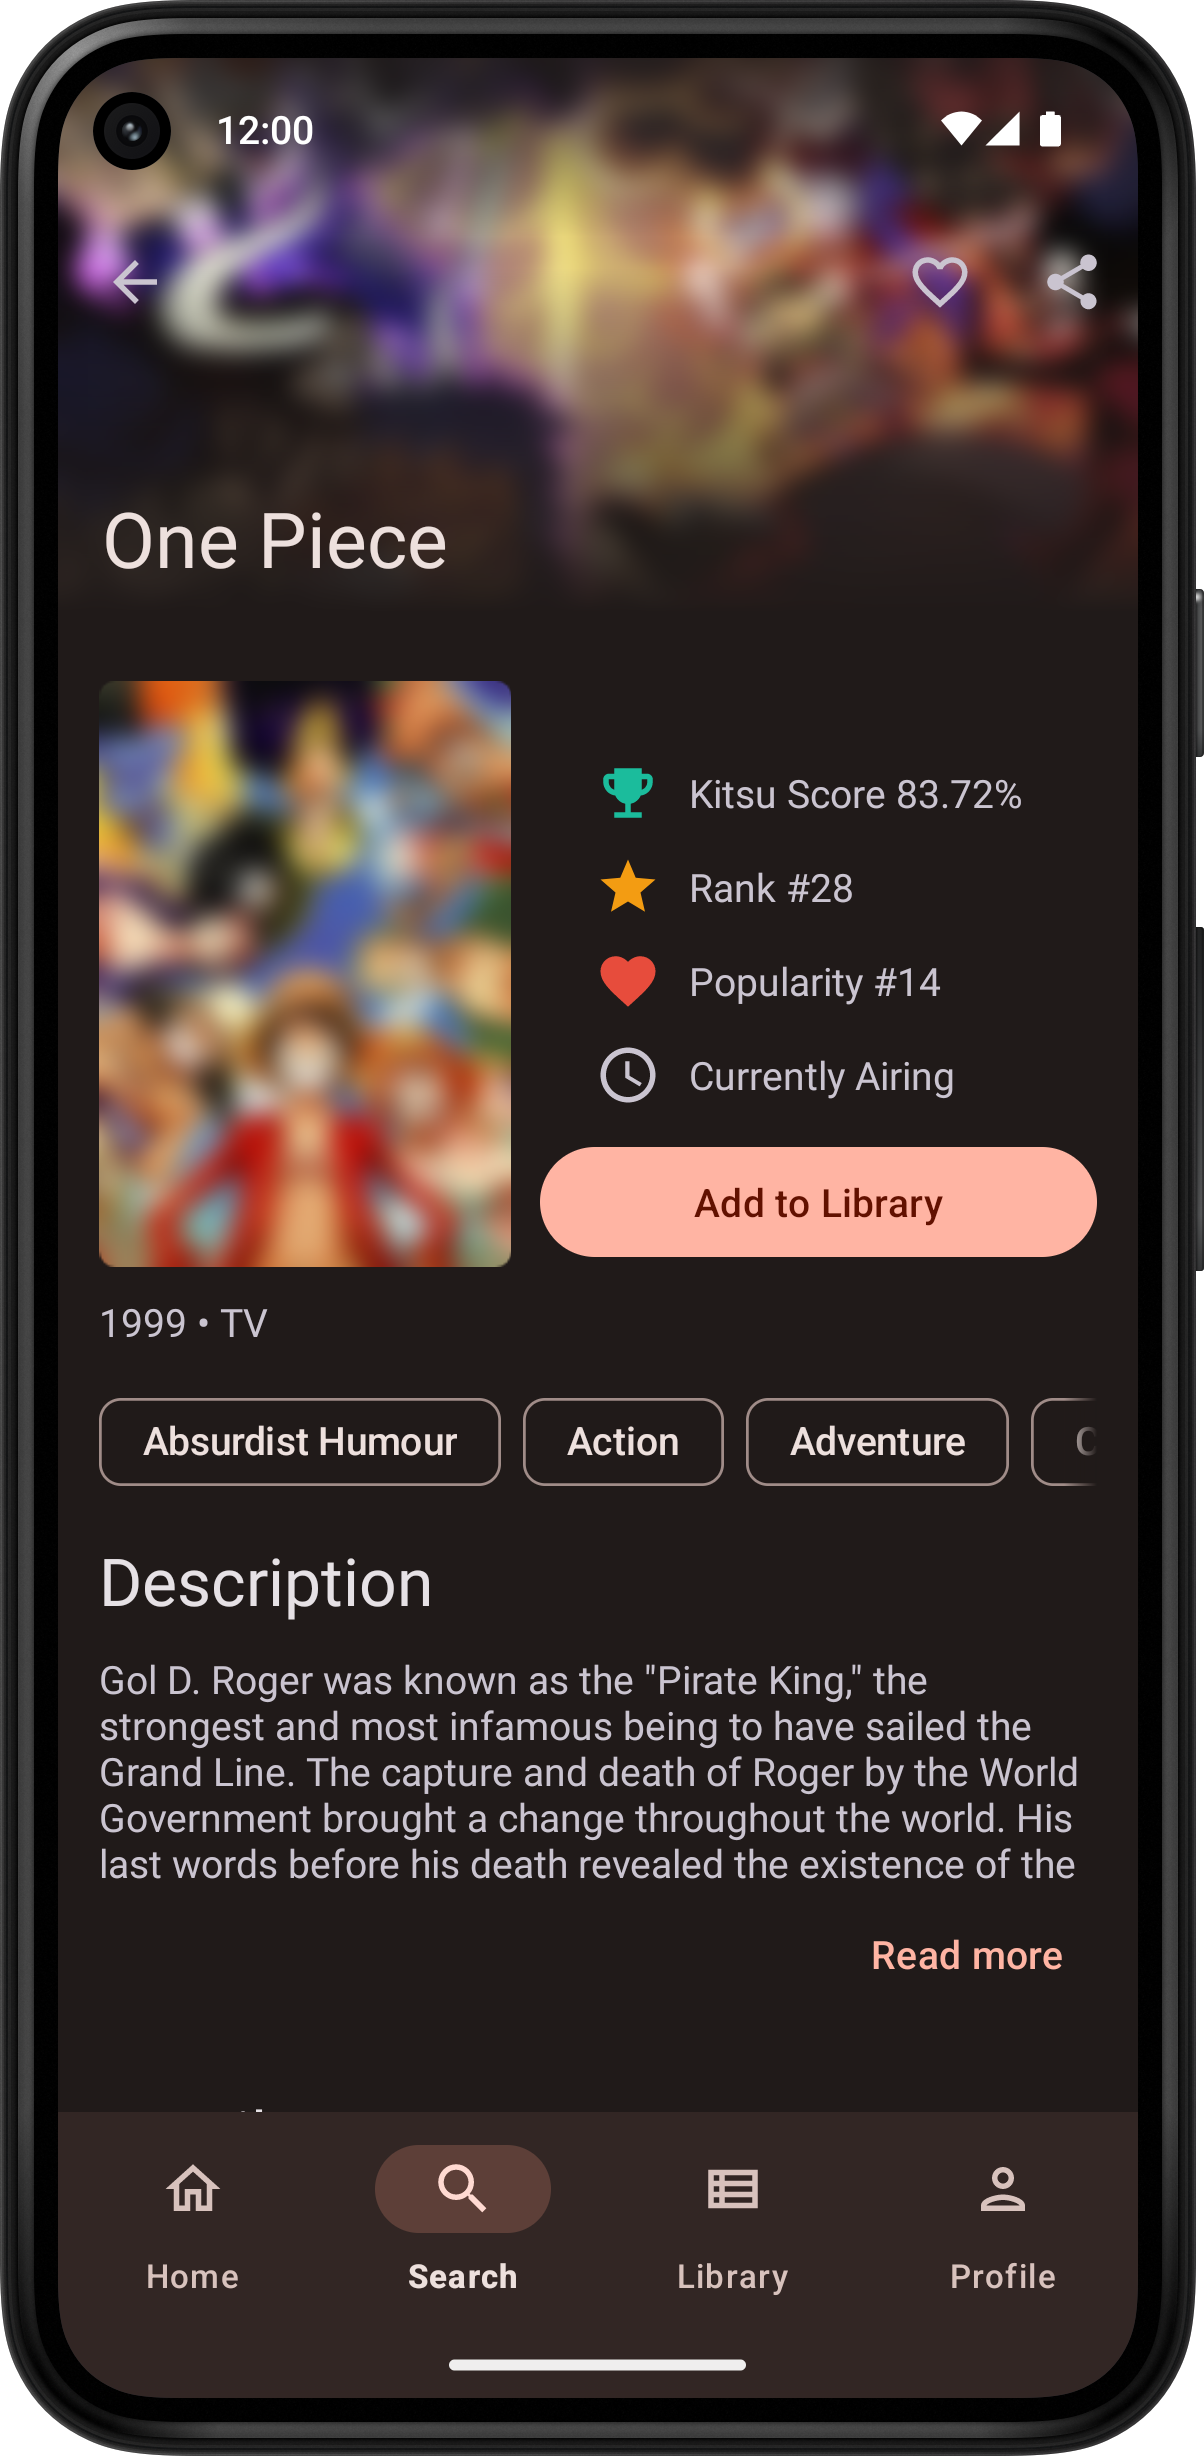 12:00
One Piece
Kitsu Score 83.72%
Rank #28
Popularity #14
Currently Airing
Add to Library
1999 • TV
Absurdist Humour
Action
Adventure
Description
Gol D. Roger was known as the "Pirate King," the
strongest and most infamous being to have sailed the
Grand Line. The capture and death of Roger by the World
Government brought a change throughout the world. His
last words before his death revealed the existence of the
Read more
Home
Search
Library
Profile